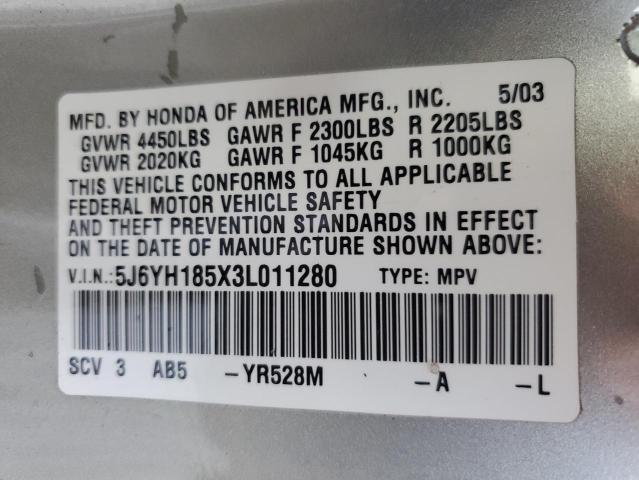 MFD. BY HONDA OF AMERICA MFG., INC. 5/03
GVWR 4450LBS GAWR F 2300LBS R 2205LBS
GVWR 2020KG GAWR F 1045KG R 1000KG
THIS VEHICLE CONFORMS TO ALL APPLICABLE
FEDERAL MOTOR VEHICLE SAFETY
AND THEFT PREVENTION STANDARDS IN EFFECT
ON THE DATE OF MANUFACTURE SHOWN ABOVE:
V.I.N.:5J6YH185X3L011280 TYPE: MPV
SCV 3 AB5 -YR528M -A -L